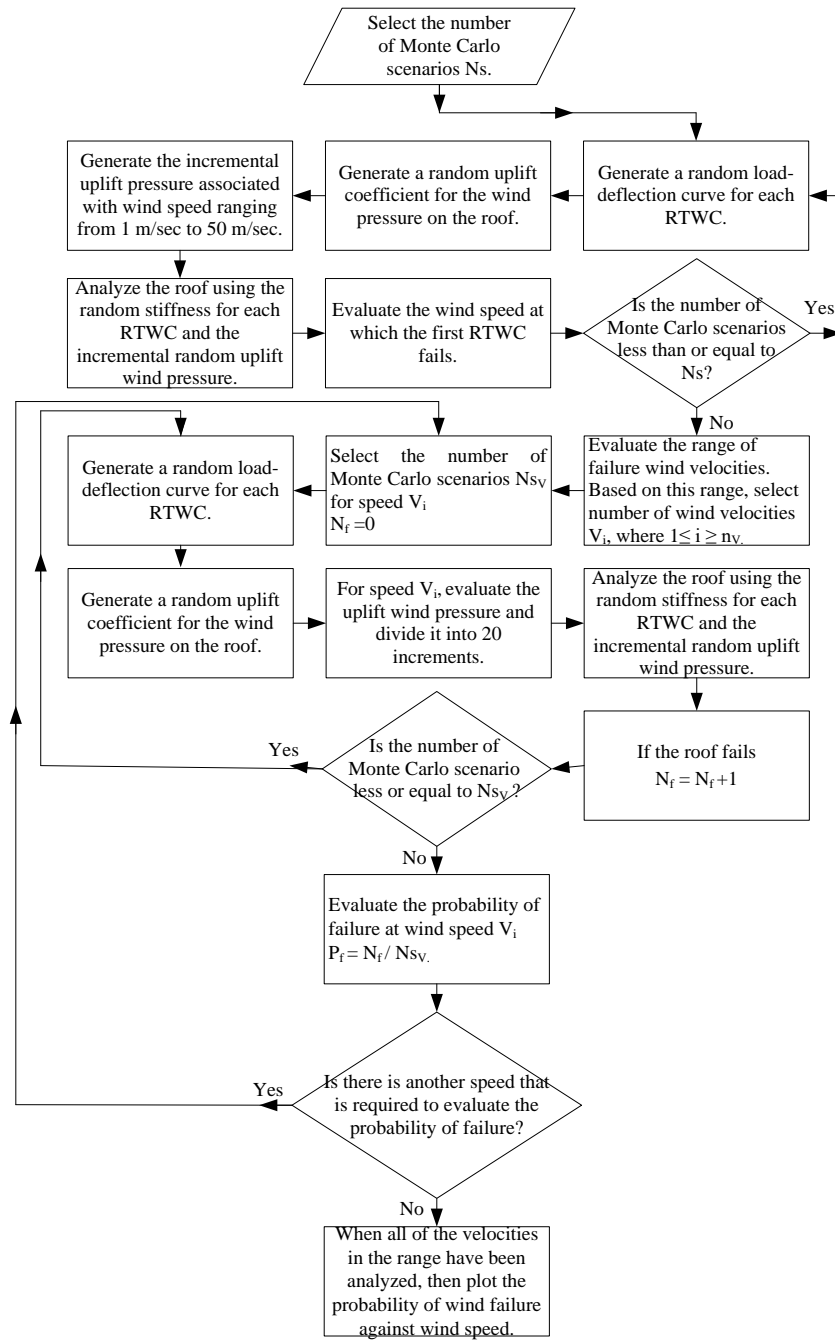 Select the number
of Monte Carlo
scenarios Ns.
Generate a random load-
deflection curve for each
RTWC.
Generate a random uplift
coefficient for the wind
pressure on the roof.
Generate the incremental
uplift pressure associated
with wind speed ranging
from 1 m/sec to 50 m/sec.
Analyze the roof using the
random stiffness for each
RTWC and the
incremental random uplift
wind pressure.
Evaluate the wind speed at
which the first RTWC
fails.
Is the number of
Monte Carlo scenarios
less than or equal to
Ns?
Yes
No
Evaluate the range of
failure wind velocities.
Based on this range, select
number of wind velocities
Vi, where 1≤ i ≥ nV.
Select the number of
Monte Carlo scenarios NsV
for speed Vi
Nf =0
Generate a random load-
deflection curve for each
RTWC.
Generate a random uplift
coefficient for the wind
pressure on the roof.
For speed Vi, evaluate the
uplift wind pressure and
divide it into 20
increments.
Analyze the roof using the
random stiffness for each
RTWC and the
incremental random uplift
wind pressure.
If the roof fails
Nf = Nf +1
Is the number of
Monte Carlo scenario
less or equal to NsV ?
Yes
No
Evaluate the probability of
failure at wind speed Vi
Pf = Nf / NsV.
Is there is another speed that
is required to evaluate the
probability of failure?
Yes
No
When all of the velocities
in the range have been
analyzed, then plot the
probability of wind failure
against wind speed.